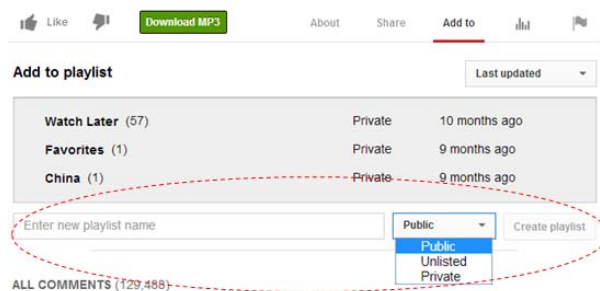 Like Download MP3 About Share Add to
Add to playlist Last updated
Watch Later (57) Private 10 months ago
Favorites (1) Private 9 months ago
China (1) Private 9 months ago
Enter new playlist name Public Create playlist
Public
Unlisted
Private
ALL COMMENTS (129,488)